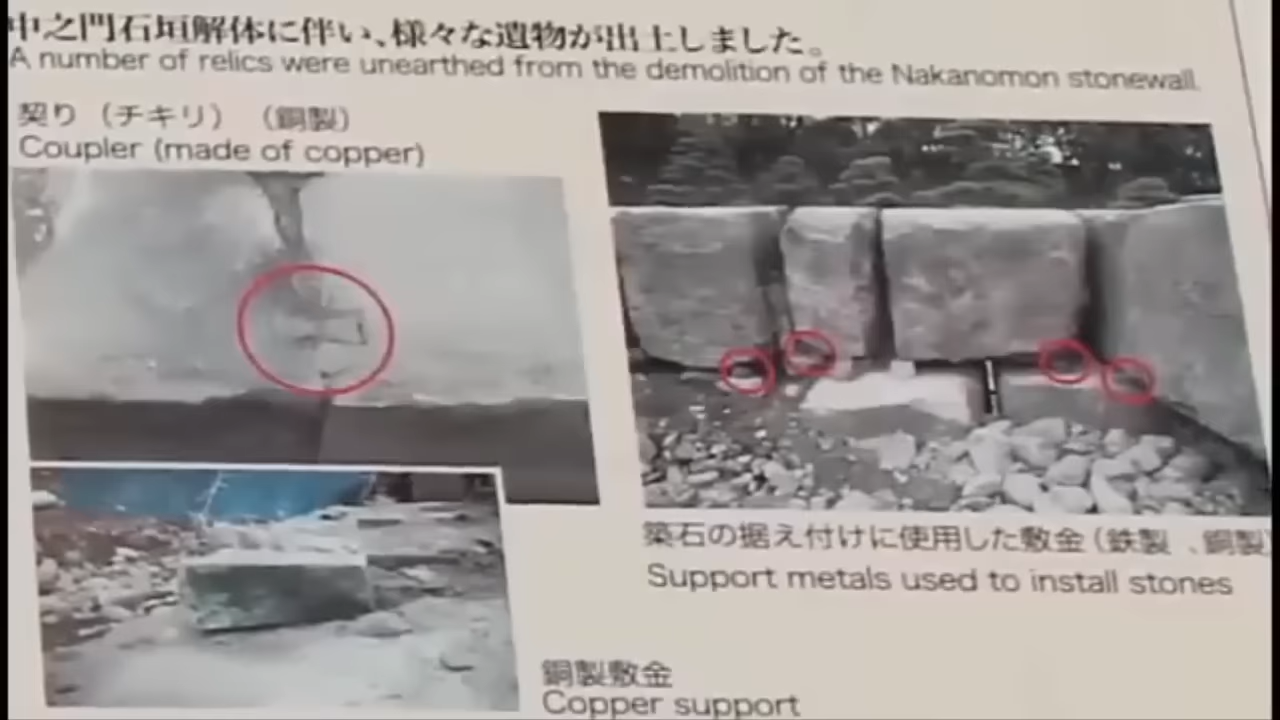 中之門石垣解体に伴い、様々な遺物が出土しました。
A number of relics were unearthed from the demolition of the Nakanomon stonewall.
契り（チキリ）（銅製）
Coupler (made of copper)
築石の据え付けに使用した敷金（鉄製、銅製
Support metals used to install stones
銅製敷金
Copper support